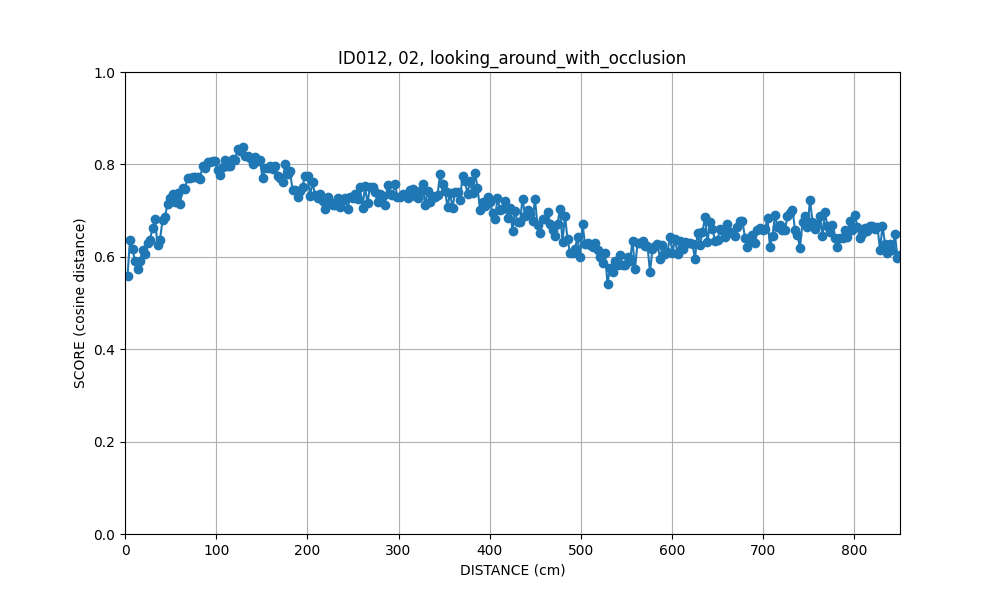 ID012, 02, looking_around_with_occlusion
SCORE (cosine distance)
1.0
0.8
0.6
0.4
0.2
0.0
0 100 200 300 400 500 600 700 800
DISTANCE (cm)